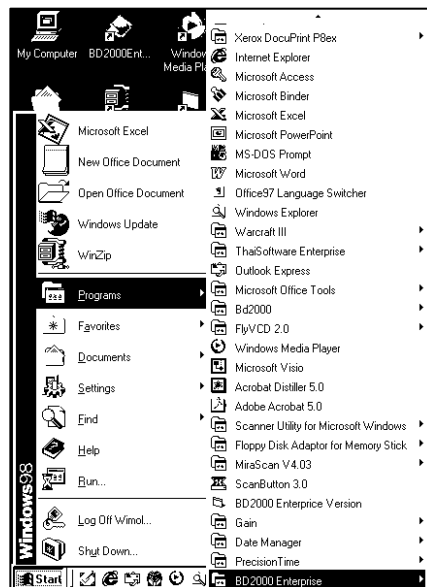 My Computer
BD2000Ent...
Window
Media Pla
Microsoft Excel
New Office Document
Open Office Document
Windows Update
WinZip
Programs
Favorites
Documents
Settings
Find
Help
Run...
Log Off Wimol...
Shut Down...
Windows98
Start
Xerox DocuPrint P8ex
Internet Explorer
Microsoft Access
Microsoft Binder
Microsoft Excel
Microsoft PowerPoint
MS-DOS Prompt
Microsoft Word
Office97 Language Switcher
Windows Explorer
Warcraft III
ThaiSoftware Enterprise
Outlook Express
Microsoft Office Tools
Bd2000
FlyVCD 2.0
Windows Media Player
Microsoft Visio
Acrobat Distiller 5.0
Adobe Acrobat 5.0
Scanner Utility for Microsoft Windows
Floppy Disk Adaptor for Memory Stick
MiraScan V4.03
ScanButton 3.0
BD2000 Enterprice Version
Gain
Date Manager
PrecisionTime
BD2000 Enterprise